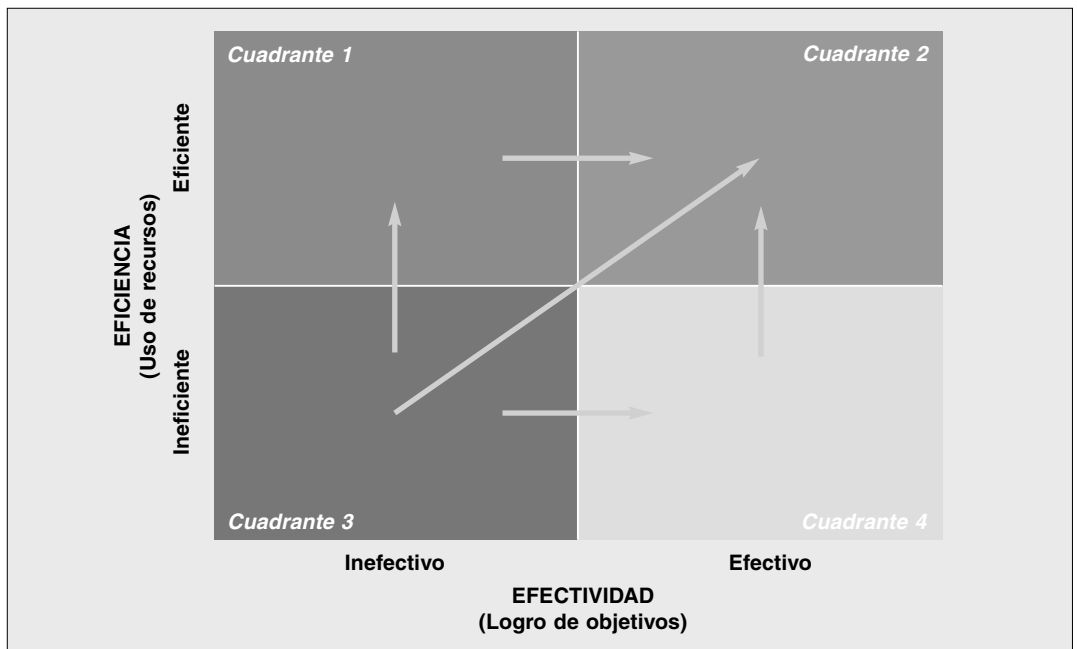 Cuadrante 1
Cuadrante 2
EFICIENCIA
(Uso de recursos)
Eficiente
Ineficiente
Cuadrante 3
Cuadrante 4
Inefectivo
Efectivo
EFECTIVIDAD
(Logro de objetivos)